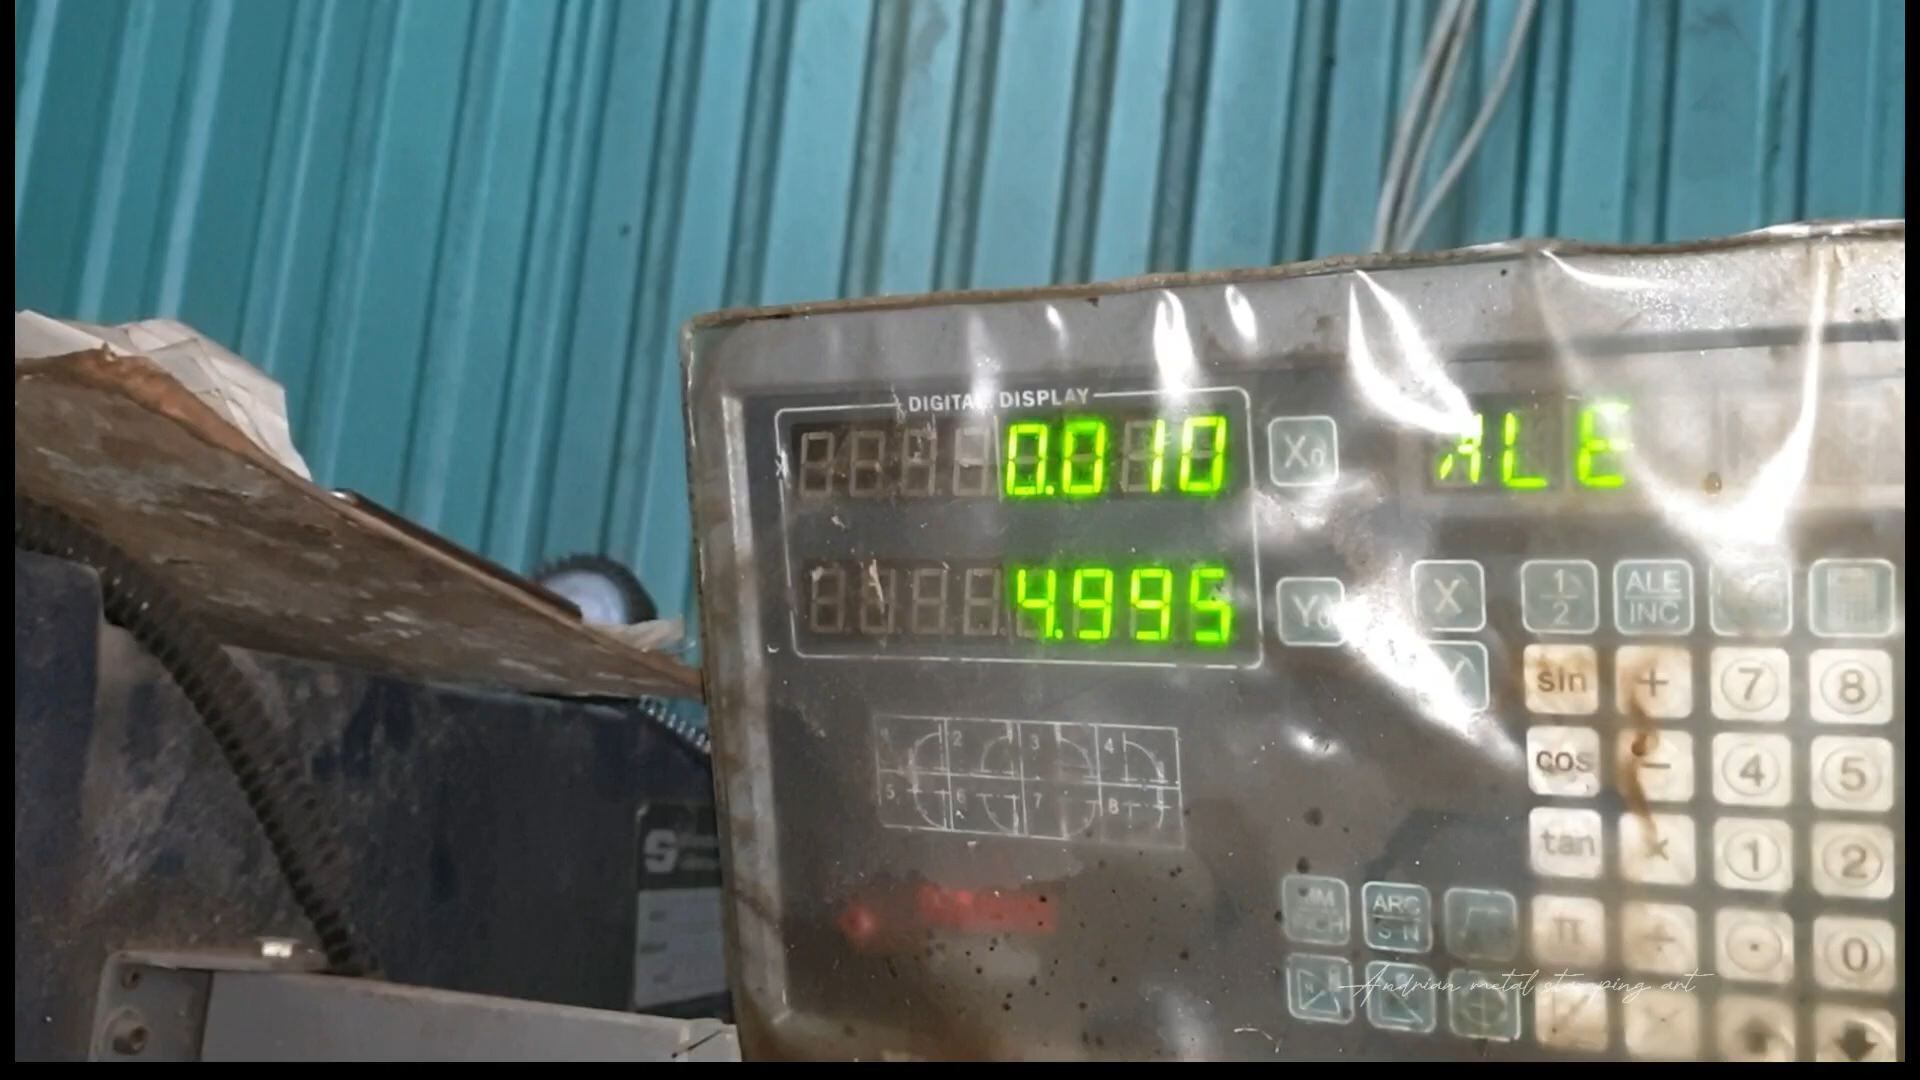 DIGITAL DISPLAY
X 0.010 X0 ALE
4.995 Y0 X 1/2 ALE/INC
Y
sin + 7 8
1 2 3 4
cos - 4 5
5 6 7 8
tan × 1 2
S
ARC
π ÷ . 0
Andrian metal stamping art